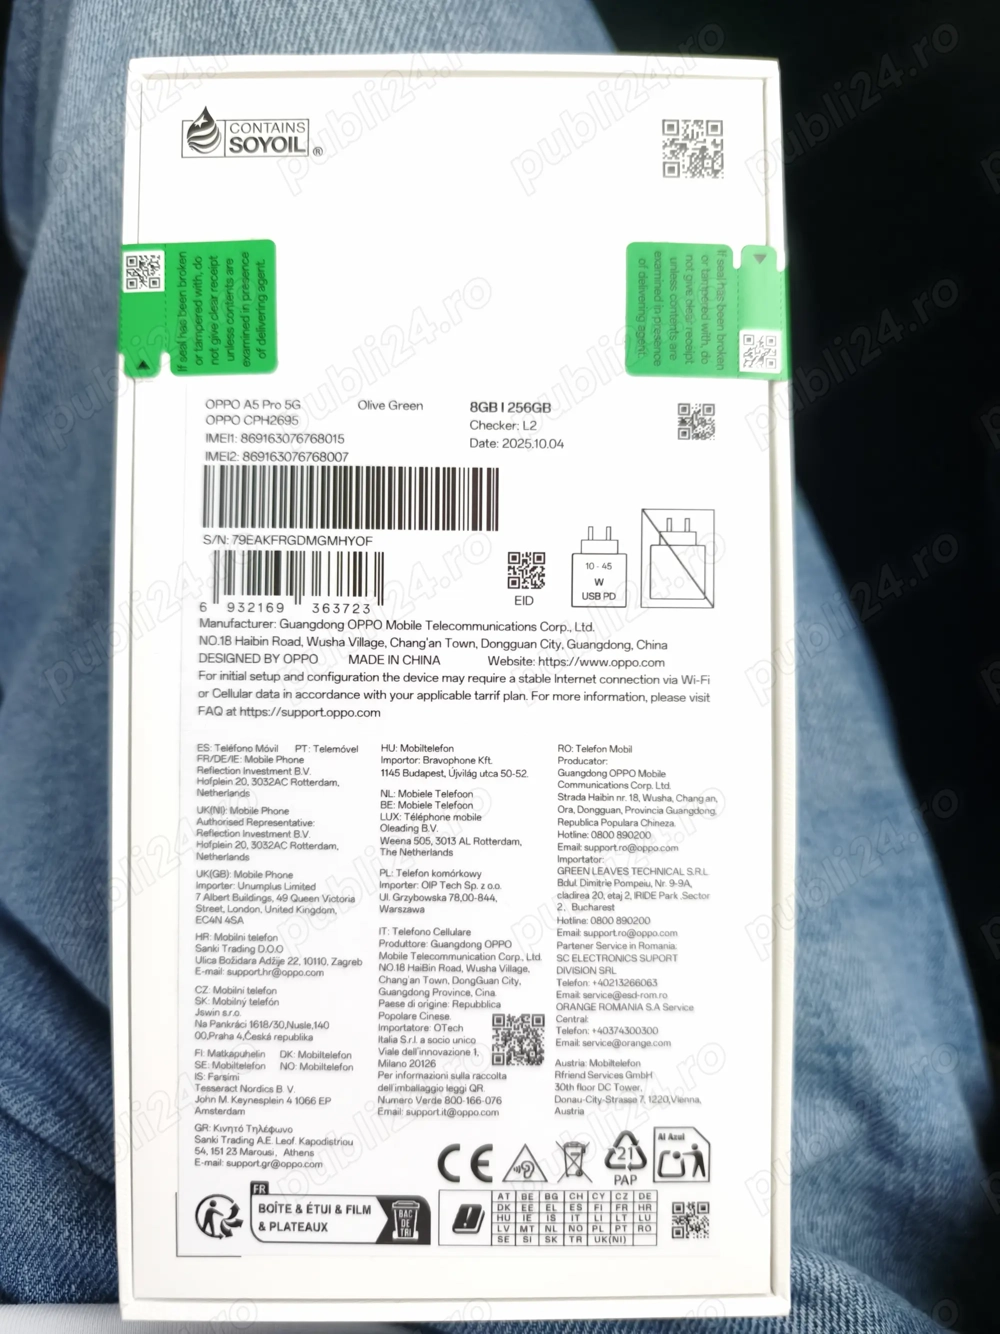 CONTAINS
SOYOIL ®
If seal has been broken
or tampered with, do
not give clear receipt
unless contents are
examined in presence
of delivering agent.
If seal has been broken
or tampered with, do
not give clear receipt
unless contents are
examined in presence
of delivering agent.
OPPO A5 Pro 5G Olive Green 8GB | 256GB
OPPO CPH2695 Checker: L2
IMEI1: 869163076768015 Date: 2025.10.04
IMEI2: 869163076768007
S/N: 79EAKFRGDMGMHYOF
6 932169 363723
EID
10 - 45
W
USB PD
Manufacturer: Guangdong OPPO Mobile Telecommunications Corp., Ltd.
NO.18 Haibin Road, Wusha Village, Chang'an Town, Dongguan City, Guangdong, China
DESIGNED BY OPPO MADE IN CHINA Website: https://www.oppo.com
For initial setup and configuration the device may require a stable Internet connection via Wi-Fi
or Cellular data in accordance with your applicable tarrif plan. For more information, please visit
FAQ at https://support.oppo.com
ES: Teléfono Móvil PT: Telemóvel
FR/DE/IE: Mobile Phone
Reflection Investment B.V.
Hofplein 20, 3032AC Rotterdam,
Netherlands
UK(NI): Mobile Phone
Authorised Representative:
Reflection Investment B.V.
Hofplein 20, 3032AC Rotterdam,
Netherlands
UK(GB): Mobile Phone
Importer: Unumplus Limited
7 Albert Buildings, 49 Queen Victoria
Street, London, United Kingdom,
EC4N 4SA
HR: Mobilni telefon
Sanki Trading D.O.O
Ulica Božidara Adžije 22, 10110, Zagreb
E-mail: support.hr@oppo.com
CZ: Mobilní telefon
SK: Mobilný telefón
Jswin s.r.o.
Na Pankráci 1618/30,Nusle,140
00,Praha 4,Česká republika
FI: Matkapuhelin DK: Mobiltelefon
SE: Mobiltelefon NO: Mobiltelefon
IS: Farsími
Tesseract Nordics B. V.
John M. Keynesplein 4 1066 EP
Amsterdam
GR: Κινητό Τηλέφωνο
Sanki Trading A.E. Leof. Kapodistriou
54, 151 23 Marousi, Athens
E-mail: support.gr@oppo.com
HU: Mobiltelefon
Importor: Bravophone Kft.
1145 Budapest, Újvilág utca 50-52.
NL: Mobiele Telefoon
BE: Mobiele Telefoon
LUX: Téléphone mobile
Oleading B.V.
Weena 505, 3013 AL Rotterdam,
The Netherlands
PL: Telefon komórkowy
Importer: OIP Tech Sp. z o.o.
Ul. Grzybowska 78,00-844,
Warszawa
IT: Telefono Cellulare
Produttore: Guangdong OPPO
Mobile Telecommunication Corp., Ltd.
NO.18 HaiBin Road, Wusha Village,
Chang'an Town, DongGuan City,
Guangdong Province, Cina.
Paese di origine: Repubblica
Popolare Cinese.
Importatore: OTech
Italia S.r.l. a socio unico
Viale dell'innovazione 1,
Milano 20126
Per informazioni sulla raccolta
dell'imballaggio leggi QR
Numero Verde 800-166-076
Email: support.it@oppo.com
RO: Telefon Mobil
Producator:
Guangdong OPPO Mobile
Communications Corp. Ltd.
Strada Haibin nr. 18, Wusha, Chang an,
Ora, Dongguan, Provincia Guangdong,
Republica Populara Chineza.
Hotline: 0800 890200
Email: support.ro@oppo.com
Importator:
GREEN LEAVES TECHNICAL S.R.L.
Bdul. Dimitrie Pompeiu, Nr. 9-9A,
cladirea 20, etaj 2, IRIDE Park ,Sector
2, Bucharest
Hotline: 0800 890200
Email: support.ro@oppo.com
Partener Service in Romania:
SC ELECTRONICS SUPORT
DIVISION SRL
Telefon: +40213266063
Email: service@esd-rom.ro
ORANGE ROMANIA S.A Service
Central:
Telefon: +40374300300
Email: service@orange.com
Austria: Mobiltelefon
Rfriend Services GmbH
30th floor DC Tower,
Donau-City-Strasse 7, 1220,Vienna,
Austria
CE
21
PAP
Al Azul
FR
BOÎTE & ÉTUI & FILM
& PLATEAUX
BAC
DE
TRI
AT BE BG CH CY CZ DE
DK EE EL ES FI FR HR
HU IE IS IT LI LT LU
LV MT NL NO PL PT RO
SE SI SK TR UK(NI)
publi24.ro